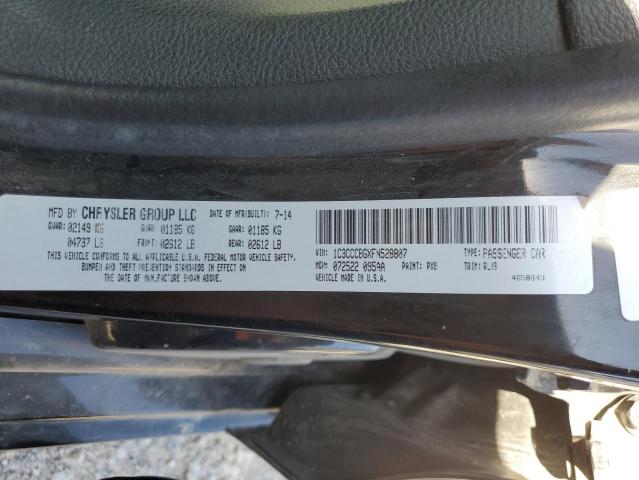 MFD BY CHRYSLER GROUP LLC DATE OF MFR(BUILT): 7-14
GVWR: 02149 KG GAWR: 01185 KG GAWR: 01185 KG
04737 LB FRONT: 02612 LB REAR: 02612 LB
THIS VEHICLE CONFORMS TO ALL APPLICABLE U.S.A. FEDERAL MOTOR VEHICLE SAFETY,
BUMPER AND THEFT PREVENTION STANDARDS IN EFFECT ON
THE DATE OF MANUFACTURE SHOWN ABOVE.
VIN: 1C3CCCBGXFN528807 TYPE: PASSENGER CAR
MDH: 072522 095AA PAINT: PX8 TRIM: RLX9
VEHICLE MADE IN U.S.A. 4658843